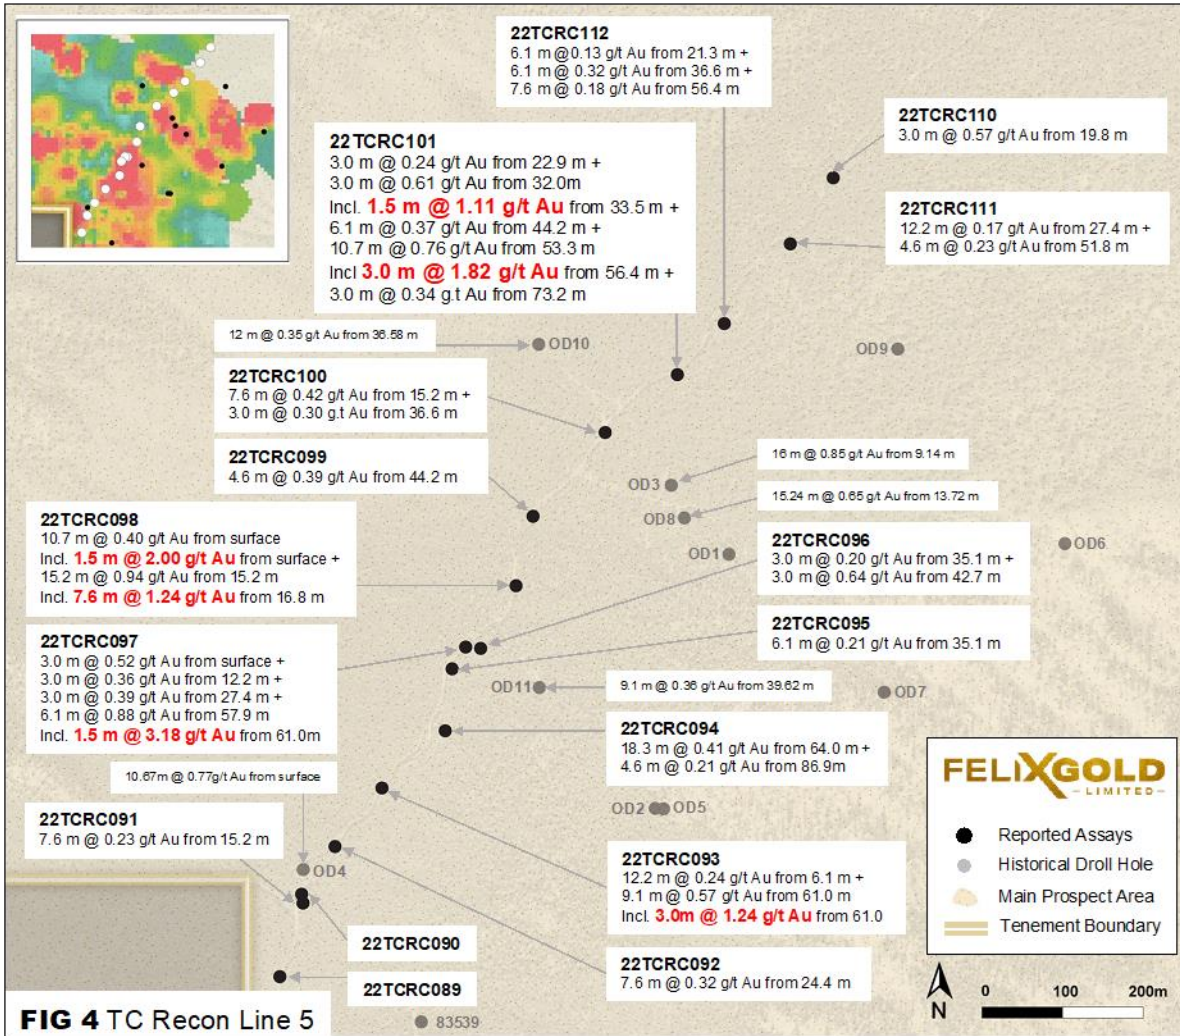 22TCRC112
6.1 m @0.13 g/t Au from 21.3 m +
6.1 m @ 0.32 g/t Au from 36.6 m +
7.6 m @ 0.18 g/t Au from 56.4 m
22TCRC110
3.0 m @ 0.57 g/t Au from 19.8 m
22TCRC101
3.0 m @ 0.24 g/t Au from 22.9 m +
3.0 m @ 0.61 g/t Au from 32.0m
Incl. 1.5 m @ 1.11 g/t Au from 33.5 m +
6.1 m @ 0.37 g/t Au from 44.2 m +
10.7 m @ 0.76 g/t Au from 53.3 m
Incl 3.0 m @ 1.82 g/t Au from 56.4 m +
3.0 m @ 0.34 g.t Au from 73.2 m
22TCRC111
12.2 m @ 0.17 g/t Au from 27.4 m +
4.6 m @ 0.23 g/t Au from 51.8 m
12 m @ 0.35 g/t Au from 36.58 m
OD10
OD9
22TCRC100
7.6 m @ 0.42 g/t Au from 15.2 m +
3.0 m @ 0.30 g.t Au from 36.6 m
22TCRC099
4.6 m @ 0.39 g/t Au from 44.2 m
16 m @ 0.85 g/t Au from 9.14 m
OD3
15.24 m @ 0.65 g/t Au from 13.72 m
OD8
OD1
OD6
22TCRC098
10.7 m @ 0.40 g/t Au from surface
Incl. 1.5 m @ 2.00 g/t Au from surface +
15.2 m @ 0.94 g/t Au from 15.2 m
Incl. 7.6 m @ 1.24 g/t Au from 16.8 m
22TCRC096
3.0 m @ 0.20 g/t Au from 35.1 m +
3.0 m @ 0.64 g/t Au from 42.7 m
22TCRC095
6.1 m @ 0.21 g/t Au from 35.1 m
22TCRC097
3.0 m @ 0.52 g/t Au from surface +
3.0 m @ 0.36 g/t Au from 12.2 m +
3.0 m @ 0.39 g/t Au from 27.4 m +
6.1 m @ 0.88 g/t Au from 57.9 m
Incl. 1.5 m @ 3.18 g/t Au from 61.0m
OD11
9.1 m @ 0.36 g/t Au from 39.62 m
OD7
22TCRC094
18.3 m @ 0.41 g/t Au from 64.0 m +
4.6 m @ 0.21 g/t Au from 86.9m
10.67m @ 0.77g/t Au from surface
OD2
OD5
22TCRC091
7.6 m @ 0.23 g/t Au from 15.2 m
OD4
22TCRC093
12.2 m @ 0.24 g/t Au from 6.1 m +
9.1 m @ 0.57 g/t Au from 61.0 m
Incl. 3.0m @ 1.24 g/t Au from 61.0
22TCRC090
22TCRC092
7.6 m @ 0.32 g/t Au from 24.4 m
22TCRC089
83539
FELIXGOLD
LIMITED
Reported Assays
Historical Droll Hole
Main Prospect Area
Tenement Boundary
N
0 100 200m
FIG 4 TC Recon Line 5